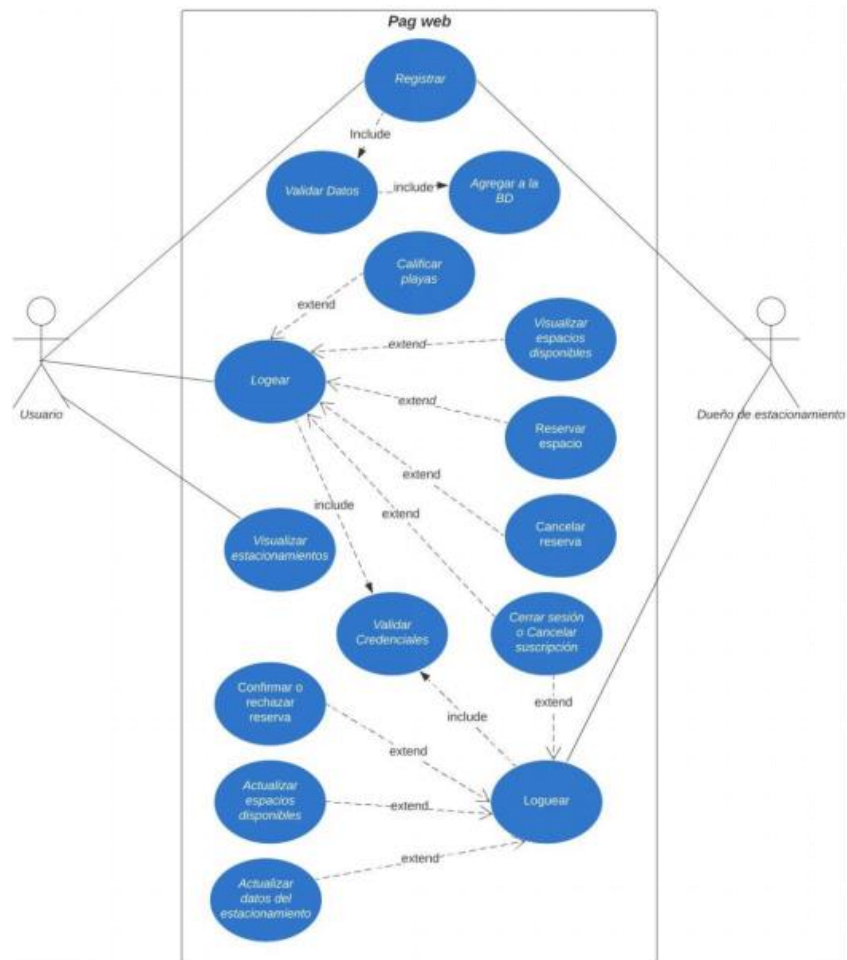 Pag web
Registrar
Include
Validar Datos
include
Agregar a la
BD
Calificar
playas
extend
Visualizar
espacios
disponibles
extend
Logear
extend
Reservar
espacio
Usuario
Dueño de estacionamiento
extend
include
extend
Cancelar
reserva
Visualizar
estacionamientos
Validar
Credenciales
Cerrar sesión
o Cancelar
suscripción
Confirmar o
rechazar
reserva
extend
include
extend
Actualizar
espacios
disponibles
extend
Loguear
extend
Actualizar
datos del
estacionamiento